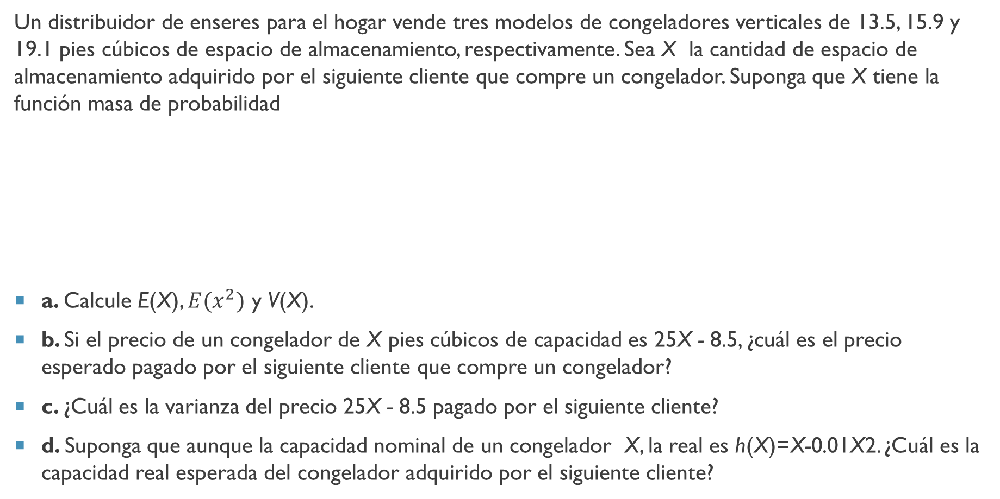 Un distribuidor de enseres para el hogar vende tres modelos de congeladores verticales de 13.5, 15.9 y
19.1 pies cúbicos de espacio de almacenamiento, respectivamente. Sea X la cantidad de espacio de
almacenamiento adquirido por el siguiente cliente que compre un congelador. Suponga que X tiene la
función masa de probabilidad
▪ a. Calcule E(X), E(x²) y V(X).
▪ b. Si el precio de un congelador de X pies cúbicos de capacidad es 25X - 8.5, ¿cuál es el precio
esperado pagado por el siguiente cliente que compre un congelador?
▪ c. ¿Cuál es la varianza del precio 25X - 8.5 pagado por el siguiente cliente?
▪ d. Suponga que aunque la capacidad nominal de un congelador X, la real es h(X)=X-0.01X2. ¿Cuál es la
capacidad real esperada del congelador adquirido por el siguiente cliente?